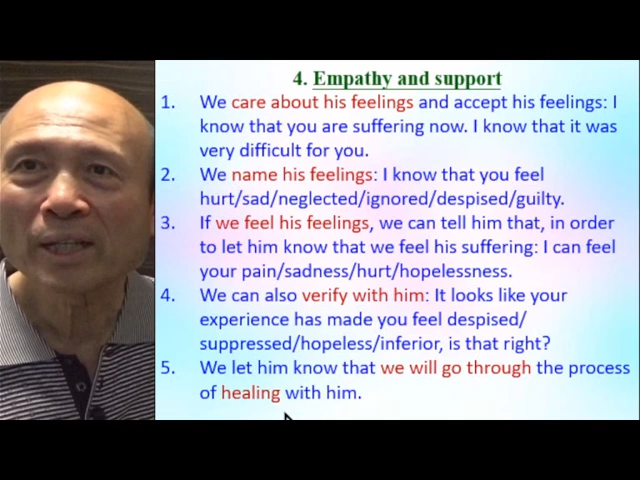 4. Empathy and support
1. We care about his feelings and accept his feelings: I
know that you are suffering now. I know that it was
very difficult for you.
2. We name his feelings: I know that you feel
hurt/sad/neglected/ignored/despised/guilty.
3. If we feel his feelings, we can tell him that, in order
to let him know that we feel his suffering: I can feel
your pain/sadness/hurt/hopelessness.
4. We can also verify with him: It looks like your
experience has made you feel despised/
suppressed/hopeless/inferior, is that right?
5. We let him know that we will go through the process
of healing with him.